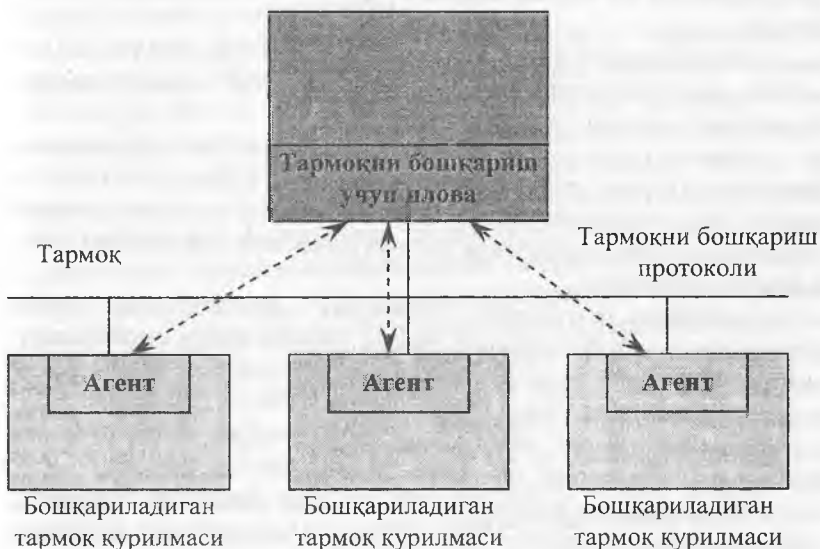 Тармоқни бошқариш
учун илова
Тармоқ
Тармоқни бошқариш
протоколи
Агент
Агент
Агент
Бошқариладиган
тармоқ қурилмаси
Бошқариладиган
тармоқ қурилмаси
Бошқариладиган
тармоқ қурилмаси